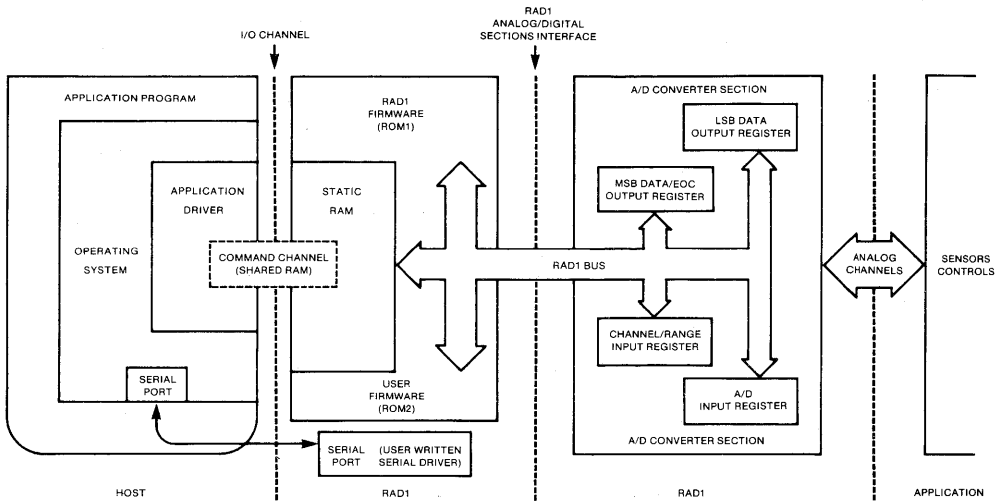 I/O CHANNEL
RAD1
ANALOG/DIGITAL
SECTIONS INTERFACE
APPLICATION PROGRAM
OPERATING
SYSTEM
APPLICATION
DRIVER
COMMAND CHANNEL
(SHARED RAM)
SERIAL
PORT
RAD1
FIRMWARE
(ROM1)
STATIC
RAM
USER
FIRMWARE
(ROM2)
SERIAL (USER WRITTEN
PORT SERIAL DRIVER)
RAD1 BUS
A/D CONVERTER SECTION
LSB DATA
OUTPUT REGISTER
MSB DATA/EOC
OUTPUT REGISTER
CHANNEL/RANGE
INPUT REGISTER
A/D
INPUT REGISTER
A/D CONVERTER SECTION
ANALOG
CHANNELS
SENSORS
CONTROLS
HOST
RAD1
RAD1
APPLICATION